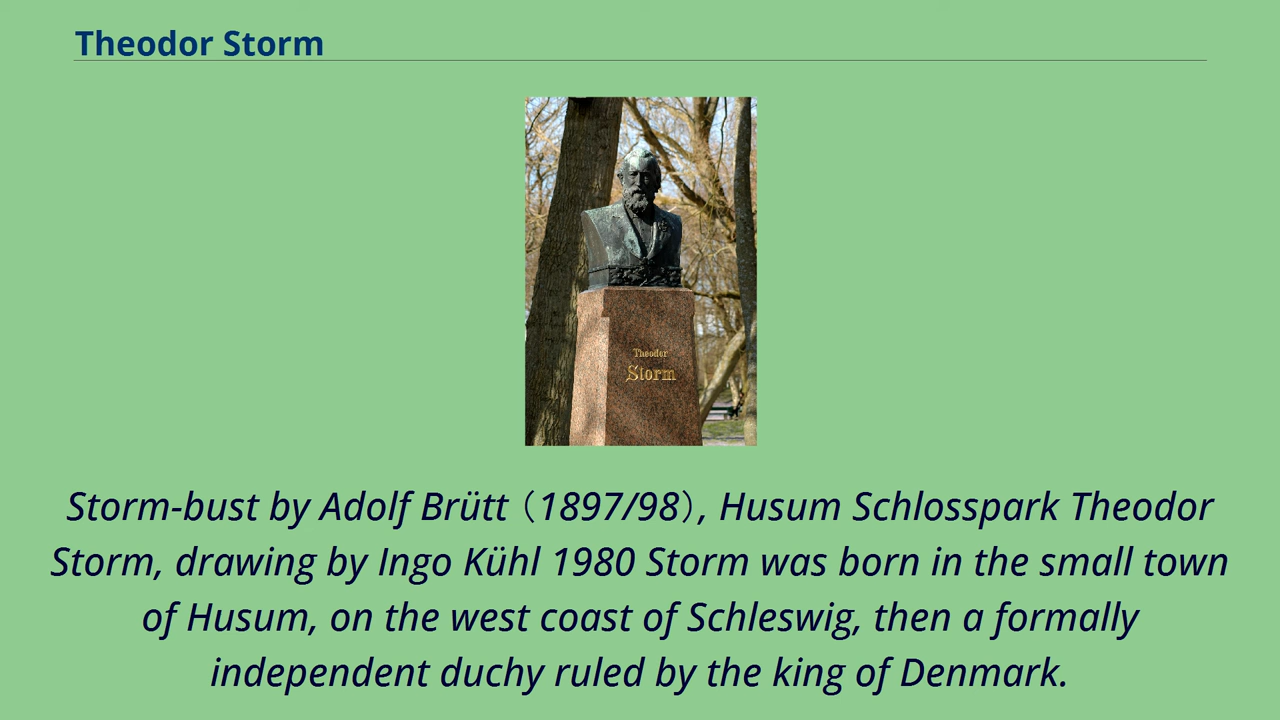 Theodor Storm
Theodor
Storm
Storm-bust by Adolf Brütt（1897/98）, Husum Schlosspark Theodor
Storm, drawing by Ingo Kühl 1980 Storm was born in the small town
of Husum, on the west coast of Schleswig, then a formally
independent duchy ruled by the king of Denmark.